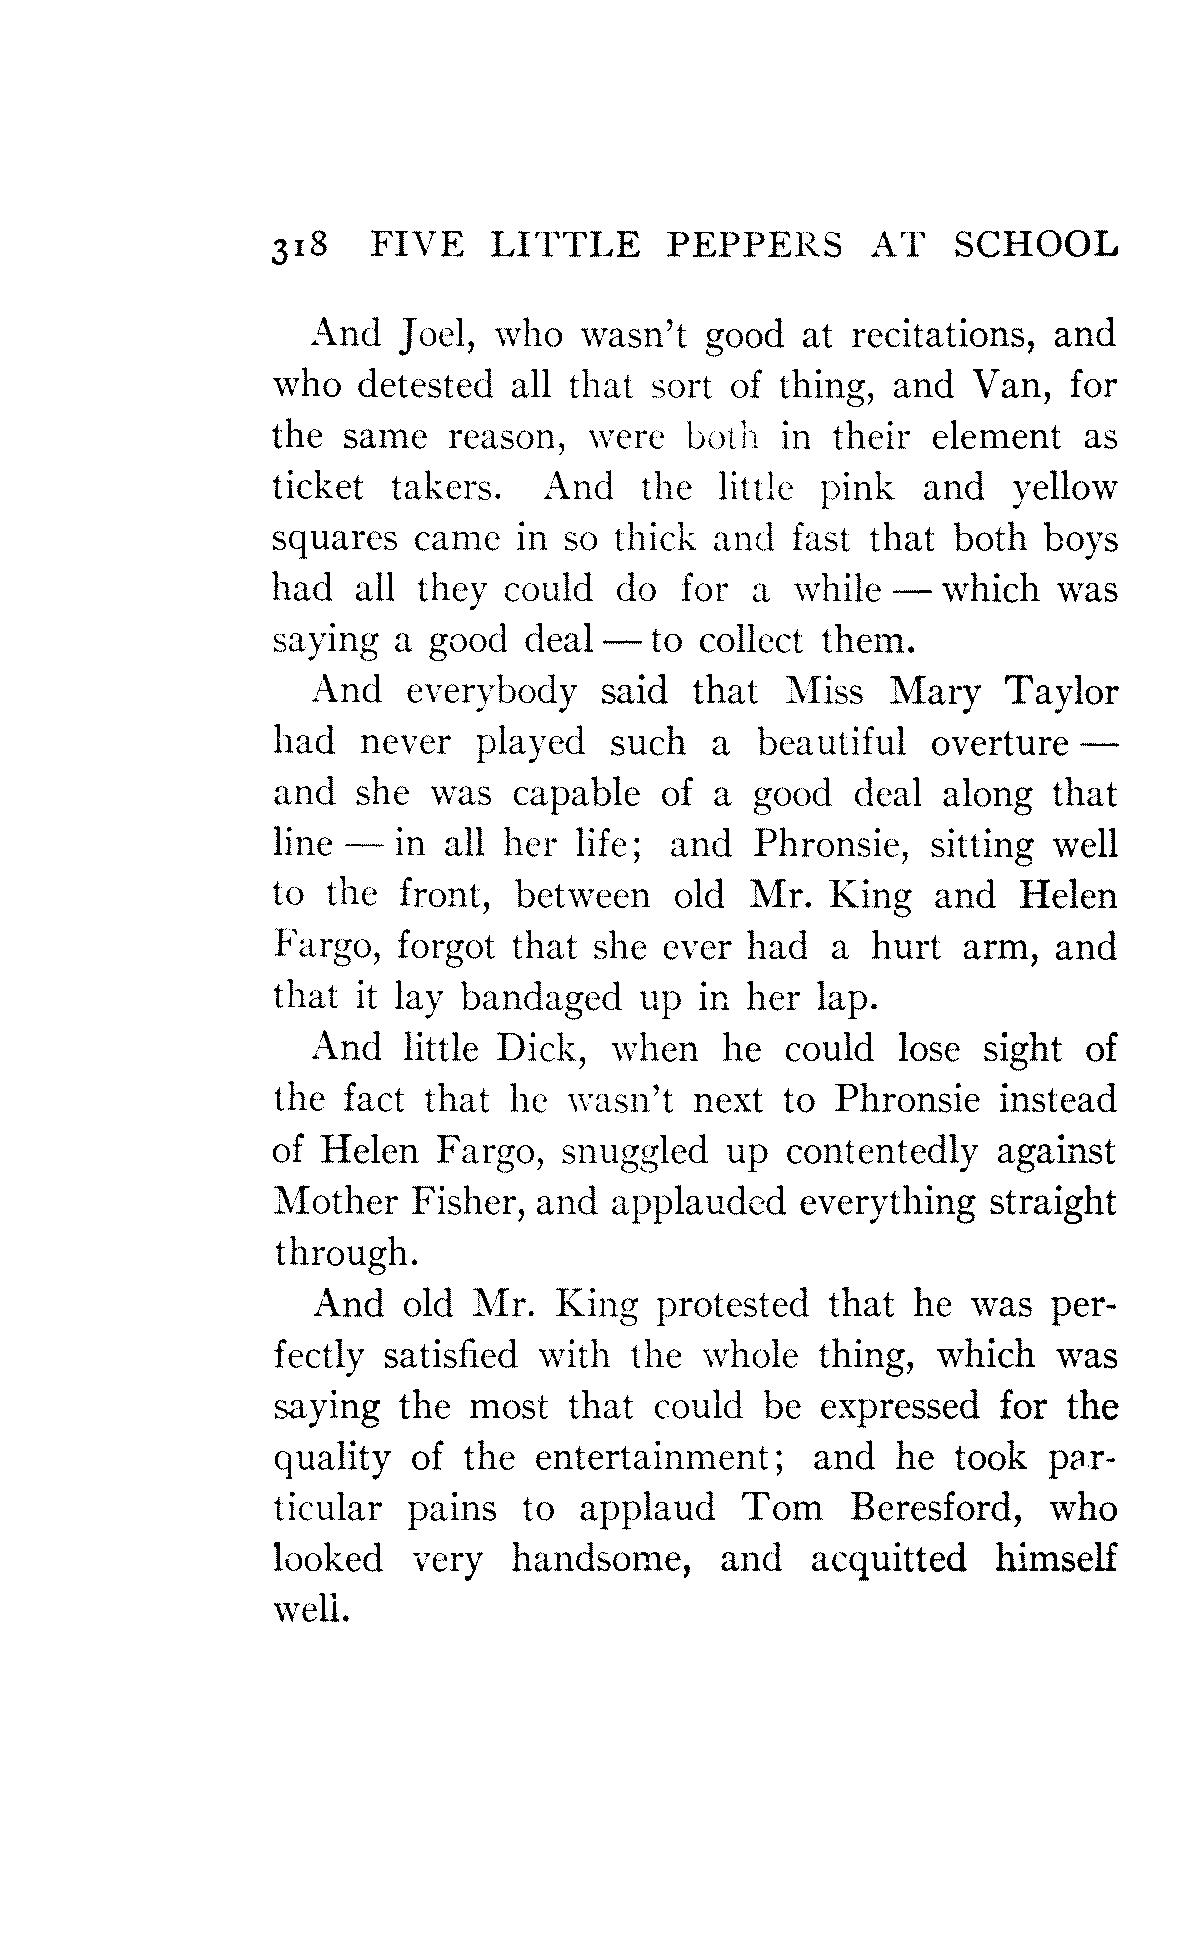 318 FIVE LITTLE PEPPERS AT SCHOOL
And Joel, who wasn't good at recitations, and
who detested all that sort of thing, and Van, for
the same reason, were both in their element as
ticket takers. And the little pink and yellow
squares came in so thick and fast that both boys
had all they could do for a while — which was
saying a good deal — to collect them.
And everybody said that Miss Mary Taylor
had never played such a beautiful overture —
and she was capable of a good deal along that
line — in all her life; and Phronsie, sitting well
to the front, between old Mr. King and Helen
Fargo, forgot that she ever had a hurt arm, and
that it lay bandaged up in her lap.
And little Dick, when he could lose sight of
the fact that he wasn't next to Phronsie instead
of Helen Fargo, snuggled up contentedly against
Mother Fisher, and applauded everything straight
through.
And old Mr. King protested that he was per-
fectly satisfied with the whole thing, which was
saying the most that could be expressed for the
quality of the entertainment; and he took par-
ticular pains to applaud Tom Beresford, who
looked very handsome, and acquitted himself
well.